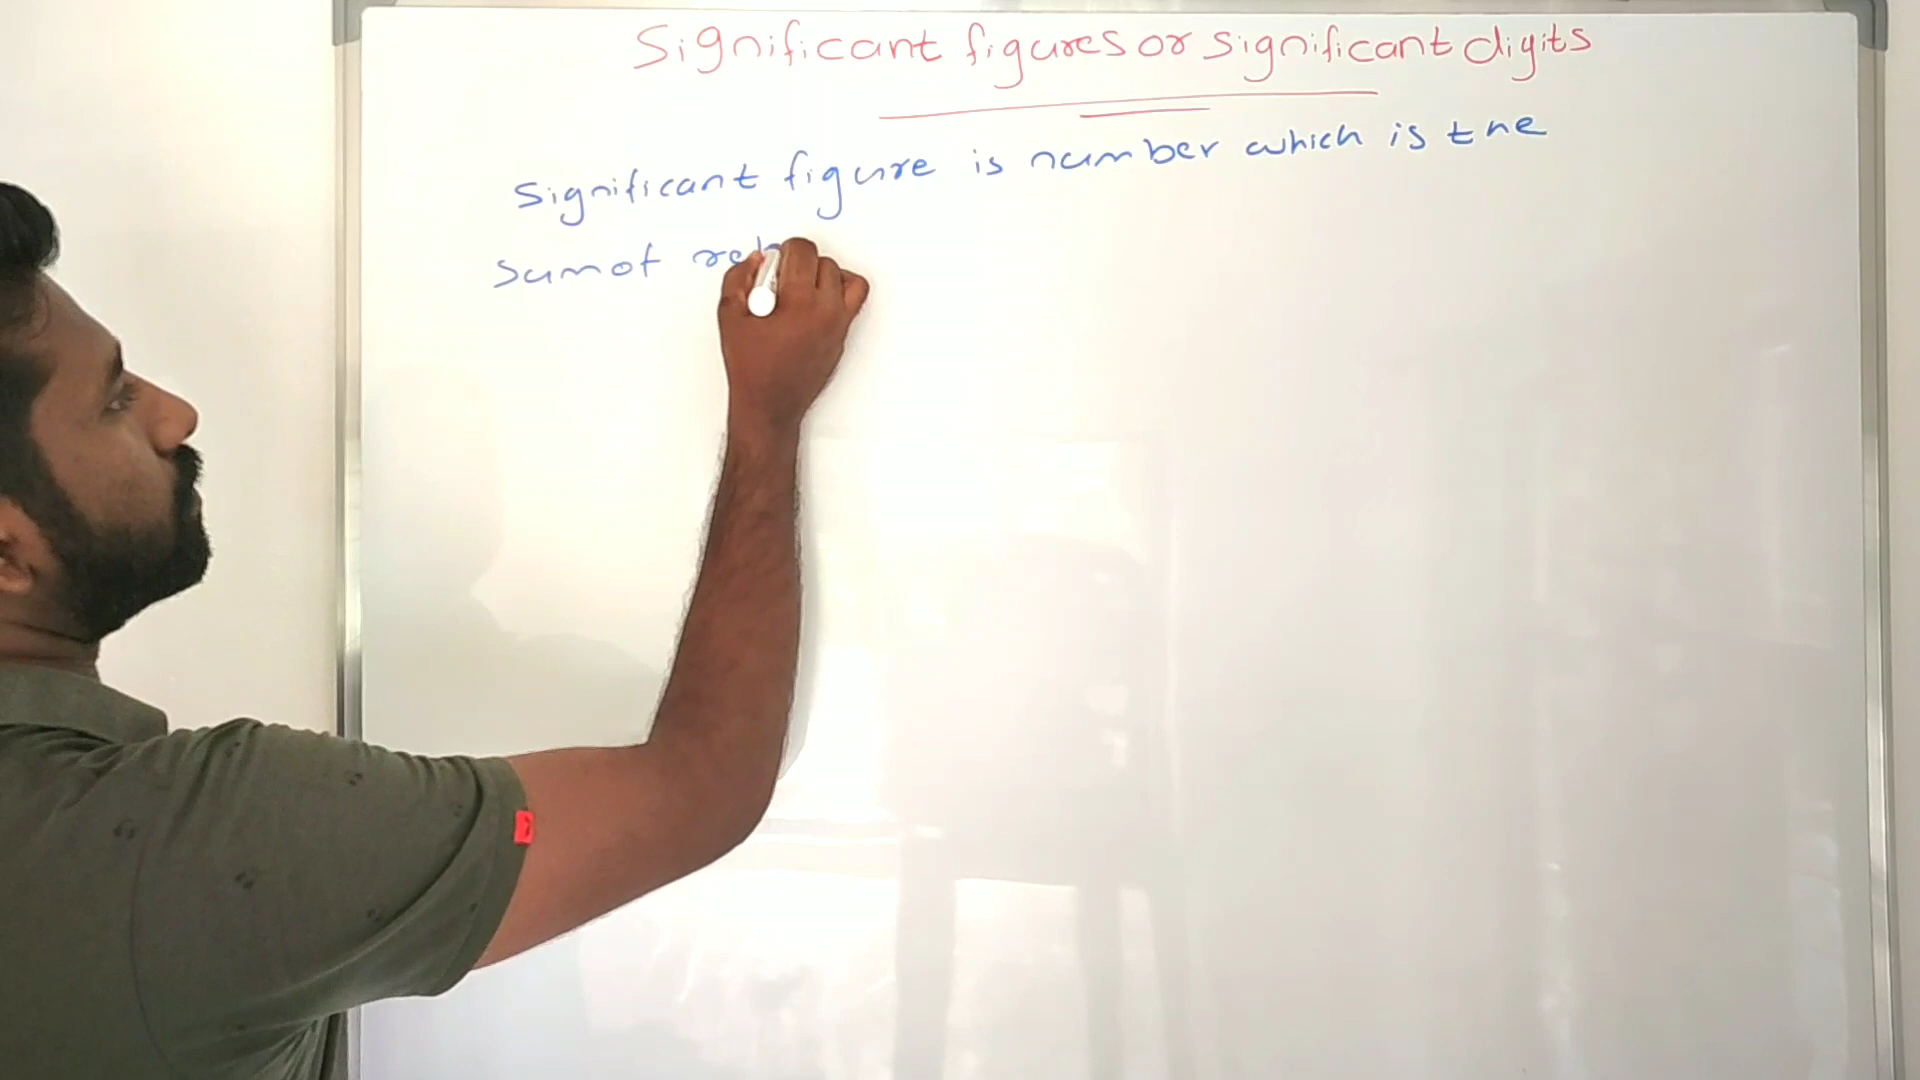 Significant figures or significant digits
Significant figure is number which is the
sum of